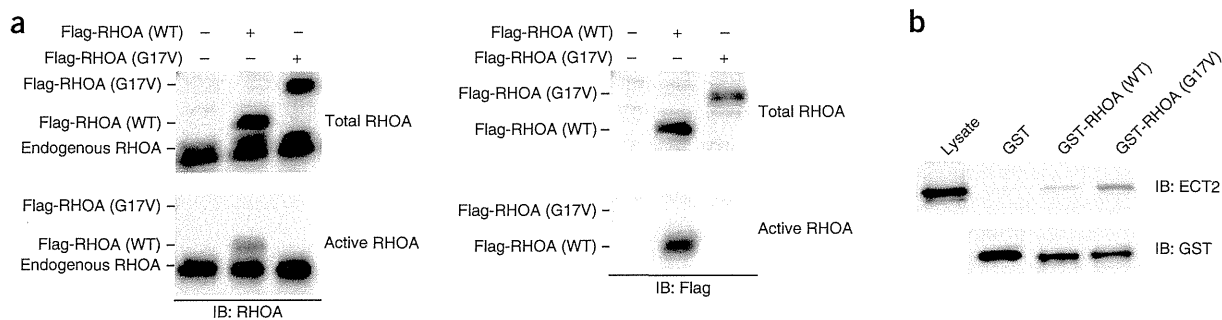 a
Flag-RHOA (WT) – + –
Flag-RHOA (G17V) – – +
Flag-RHOA (G17V) –
Flag-RHOA (WT) –
Endogenous RHOA –
Total RHOA
Flag-RHOA (G17V) –
Flag-RHOA (WT) –
Endogenous RHOA –
Active RHOA
IB: RHOA
Flag-RHOA (WT) – + –
Flag-RHOA (G17V) – – +
Flag-RHOA (G17V) –
Flag-RHOA (WT) –
Total RHOA
Flag-RHOA (G17V) –
Flag-RHOA (WT) –
Active RHOA
IB: Flag
b
Lysate
GST
GST-RHOA (WT)
GST-RHOA (G17V)
IB: ECT2
IB: GST